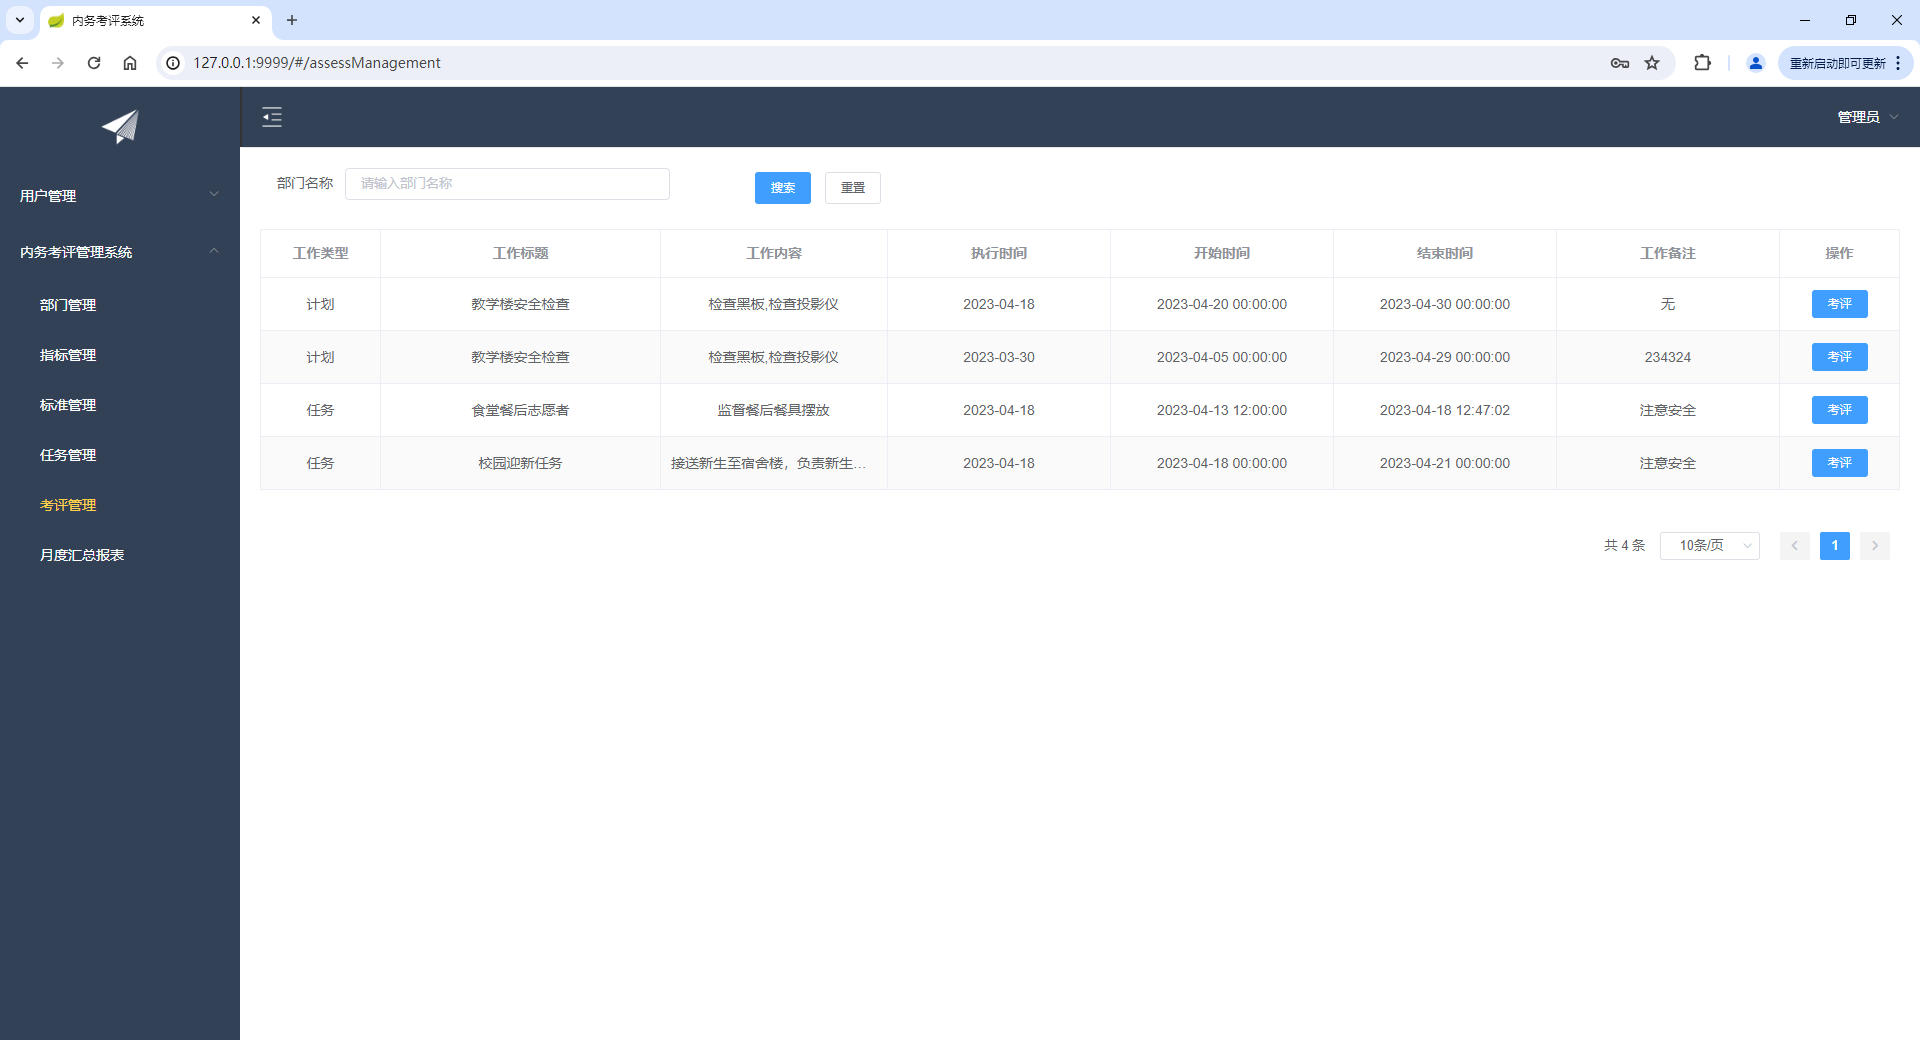 内务考评系统
127.0.0.1:9999/#/assessManagement
重新启动即可更新
管理员
用户管理
内务考评管理系统
部门管理
指标管理
标准管理
任务管理
考评管理
月度汇总报表
部门名称 请输入部门名称 搜索 重置
工作类型 工作标题 工作内容 执行时间 开始时间 结束时间 工作备注 操作
计划 教学楼安全检查 检查黑板,检查投影仪 2023-04-18 2023-04-20 00:00:00 2023-04-30 00:00:00 无 考评
计划 教学楼安全检查 检查黑板,检查投影仪 2023-03-30 2023-04-05 00:00:00 2023-04-29 00:00:00 234324 考评
任务 食堂餐后志愿者 监督餐后餐具摆放 2023-04-18 2023-04-13 12:00:00 2023-04-18 12:47:02 注意安全 考评
任务 校园迎新任务 接送新生至宿舍楼，负责新生... 2023-04-18 2023-04-18 00:00:00 2023-04-21 00:00:00 注意安全 考评
共 4 条 10条/页 1